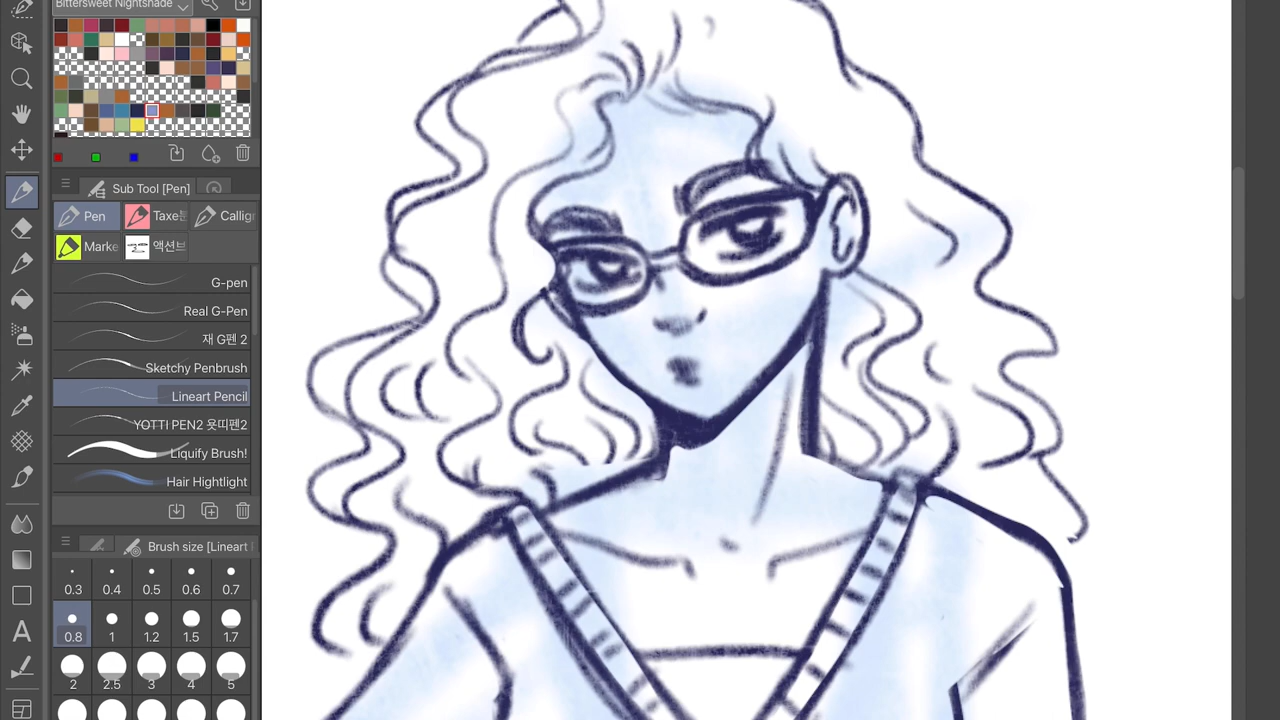 Bittersweet Nightshade
Sub Tool [Pen]
Pen
Taxe
Callig
Marke
액션브
G-pen
Real G-Pen
재 G펜 2
Sketchy Penbrush
Lineart Pencil
YOTTI PEN2 욧띠펜2
Liquify Brush!
Hair Hightlight
Brush size [Lineart
0.3 0.4 0.5 0.6 0.7
0.8 1 1.2 1.5 1.7
2 2.5 3 4 5